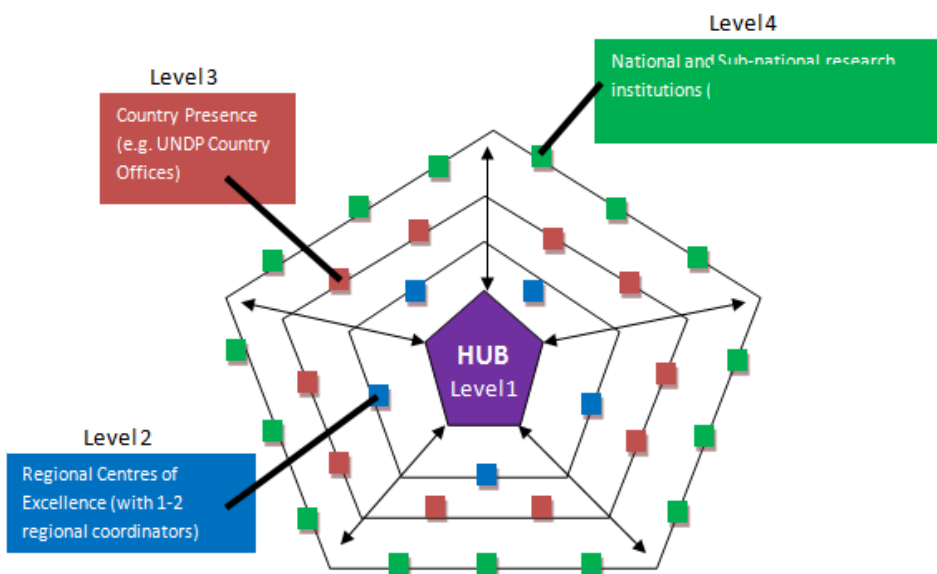 Level 4
National and Sub-national research
institutions (
Level 3
Country Presence
(e.g. UNDP Country
Offices)
HUB
Level 1
Level 2
Regional Centres of
Excellence (with 1-2
regional coordinators)